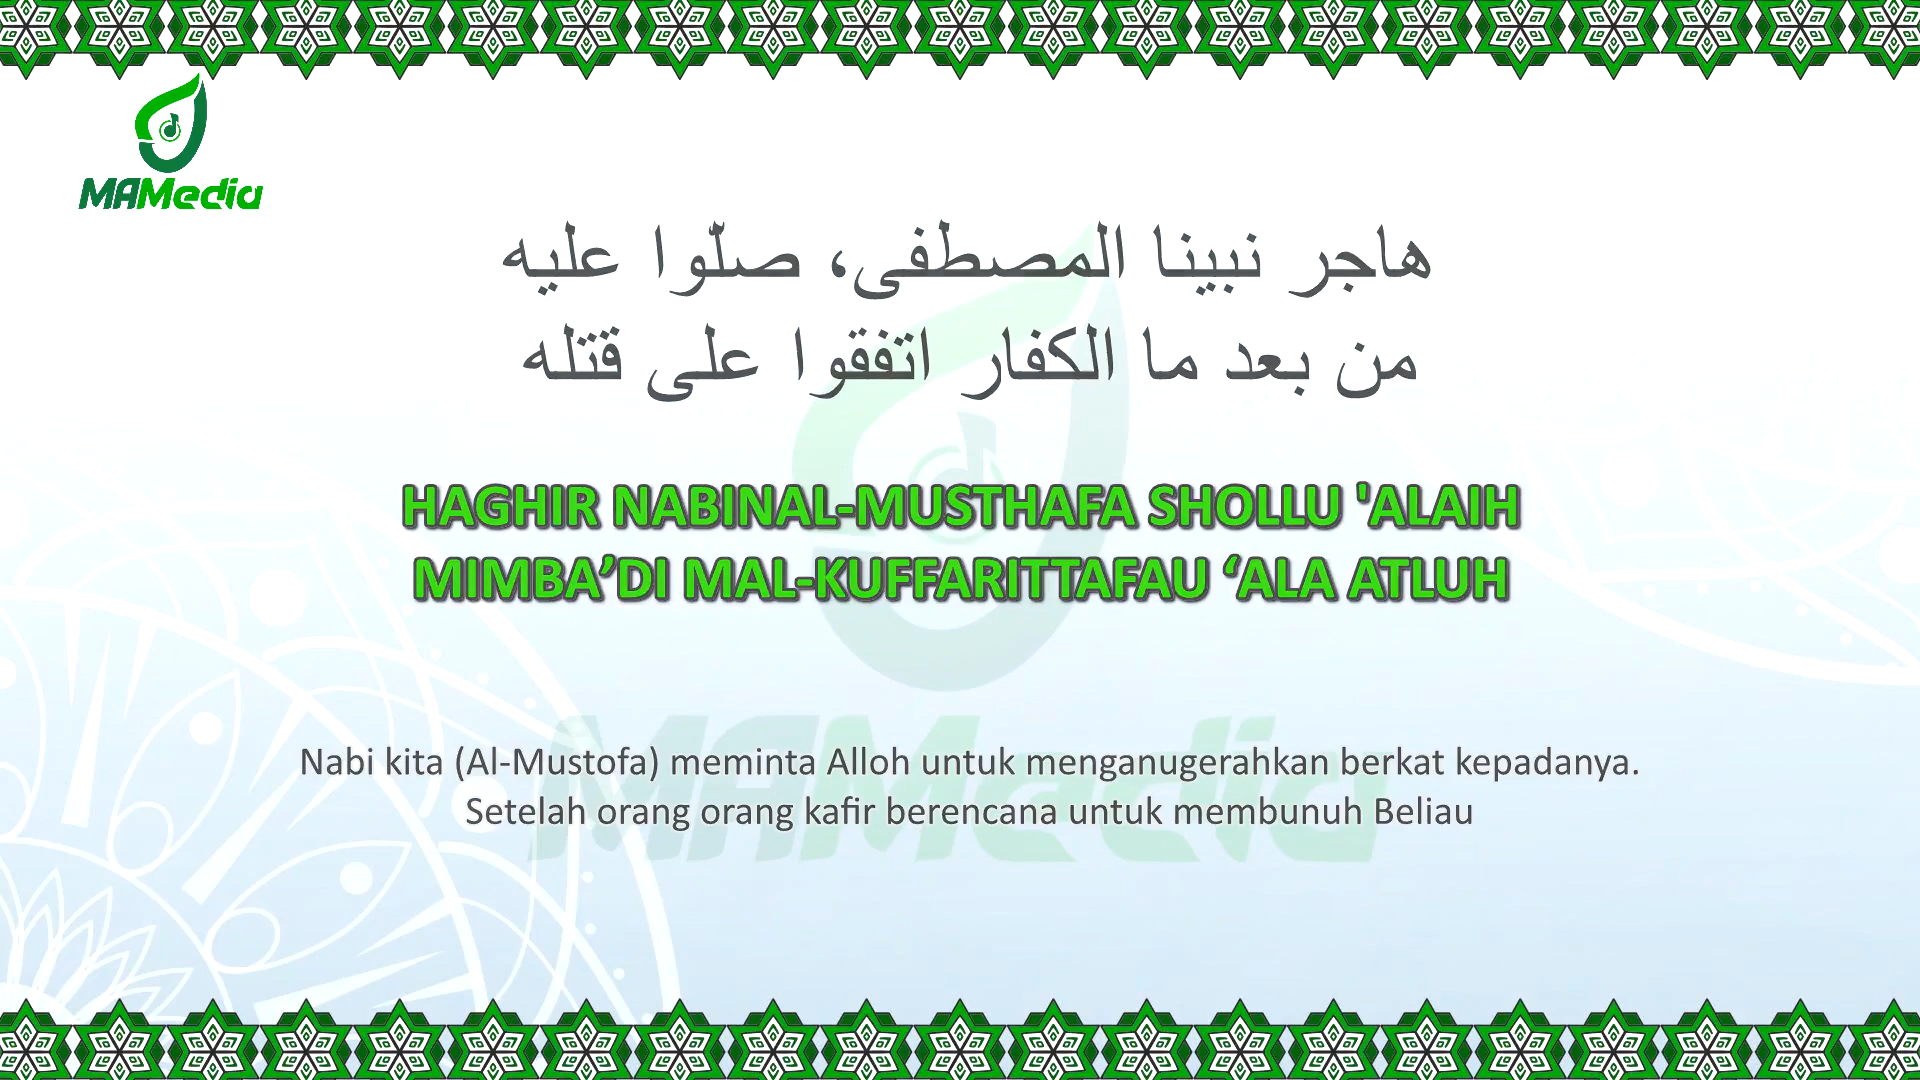 MAMedia
هاجر نبينا المصطفى، صلّوا عليه
من بعد ما الكفار اتفقوا على قتله
HAGHIR NABINAL-MUSTHAFA SHOLLU 'ALAIH
MIMBA’DI MAL-KUFFARITTAFAU ‘ALA ATLUH
Nabi kita (Al-Mustofa) meminta Alloh untuk menganugerahkan berkat kepadanya.
Setelah orang orang kafir berencana untuk membunuh Beliau
MAMedia